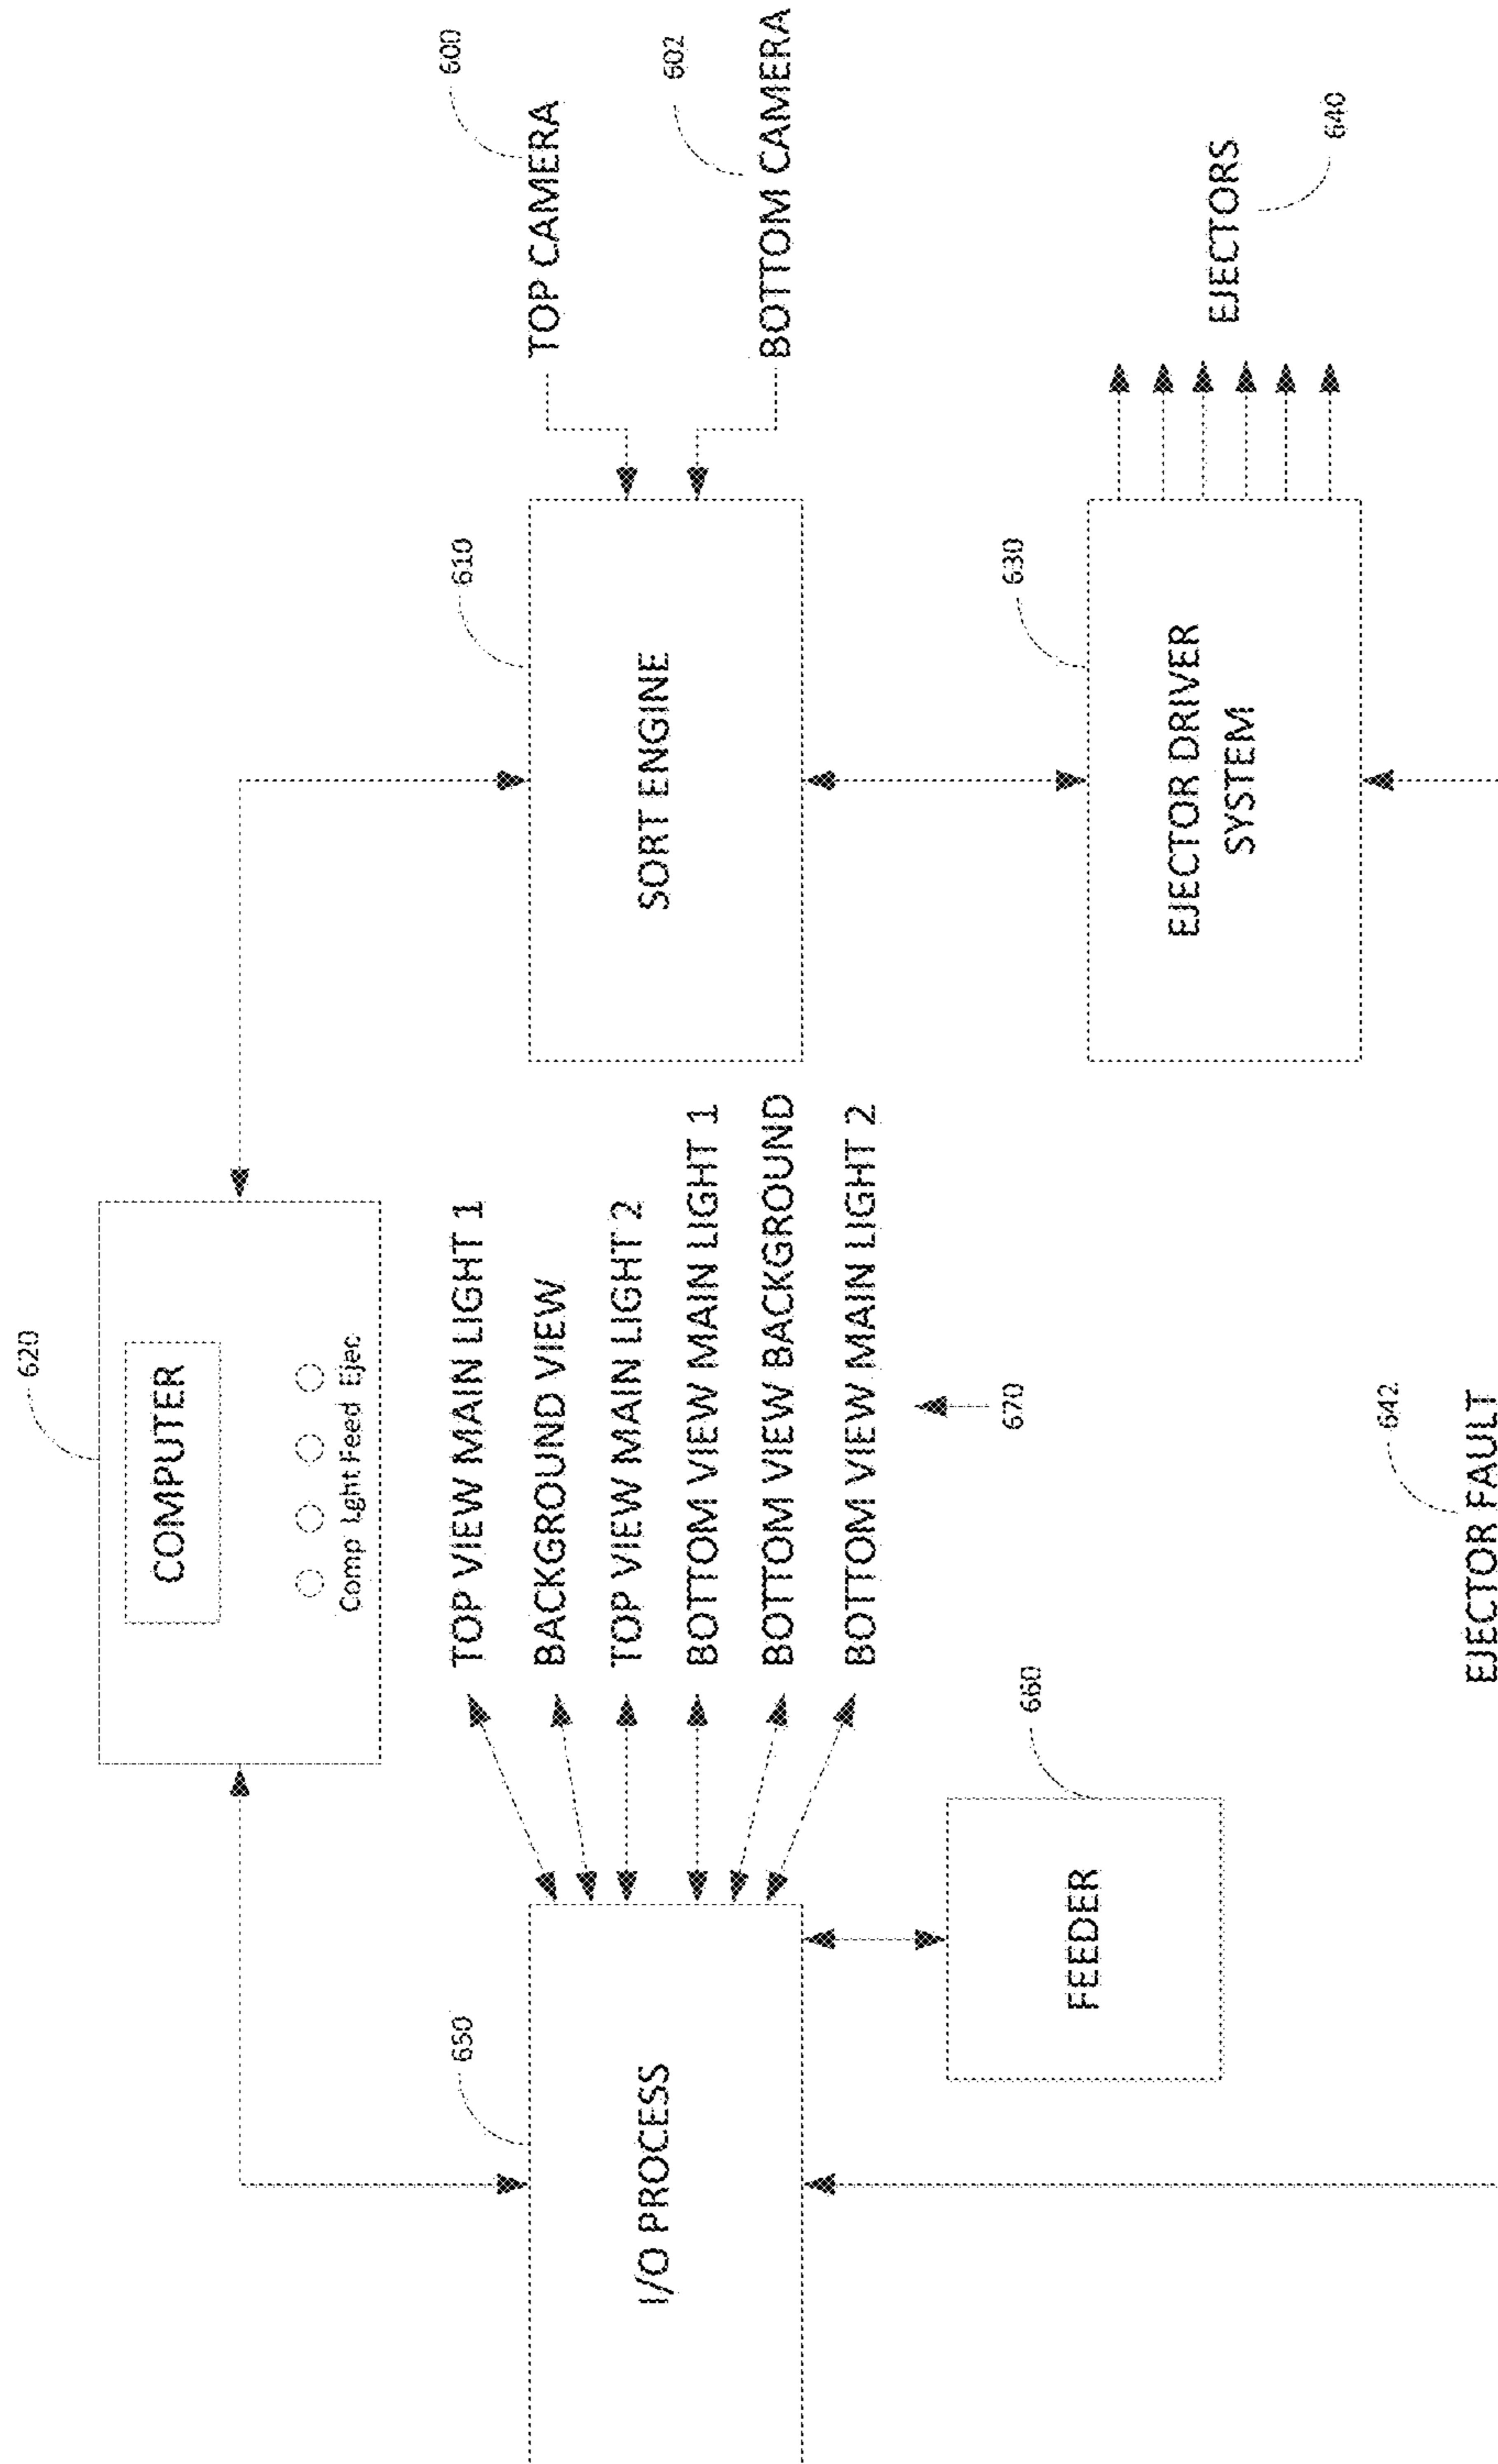 620
COMPUTER
Comp Lght Feed Ejec
600
TOP CAMERA
602
BOTTOM CAMERA
610
SORT ENGINE
650
I/O PROCESS
TOP VIEW MAIN LIGHT 1
BACKGROUND VIEW
TOP VIEW MAIN LIGHT 2
BOTTOM VIEW MAIN LIGHT 1
BOTTOM VIEW BACKGROUND
BOTTOM VIEW MAIN LIGHT 2
670
660
FEEDER
630
EJECTOR DRIVER
SYSTEM
EJECTORS
640
642
EJECTOR FAULT